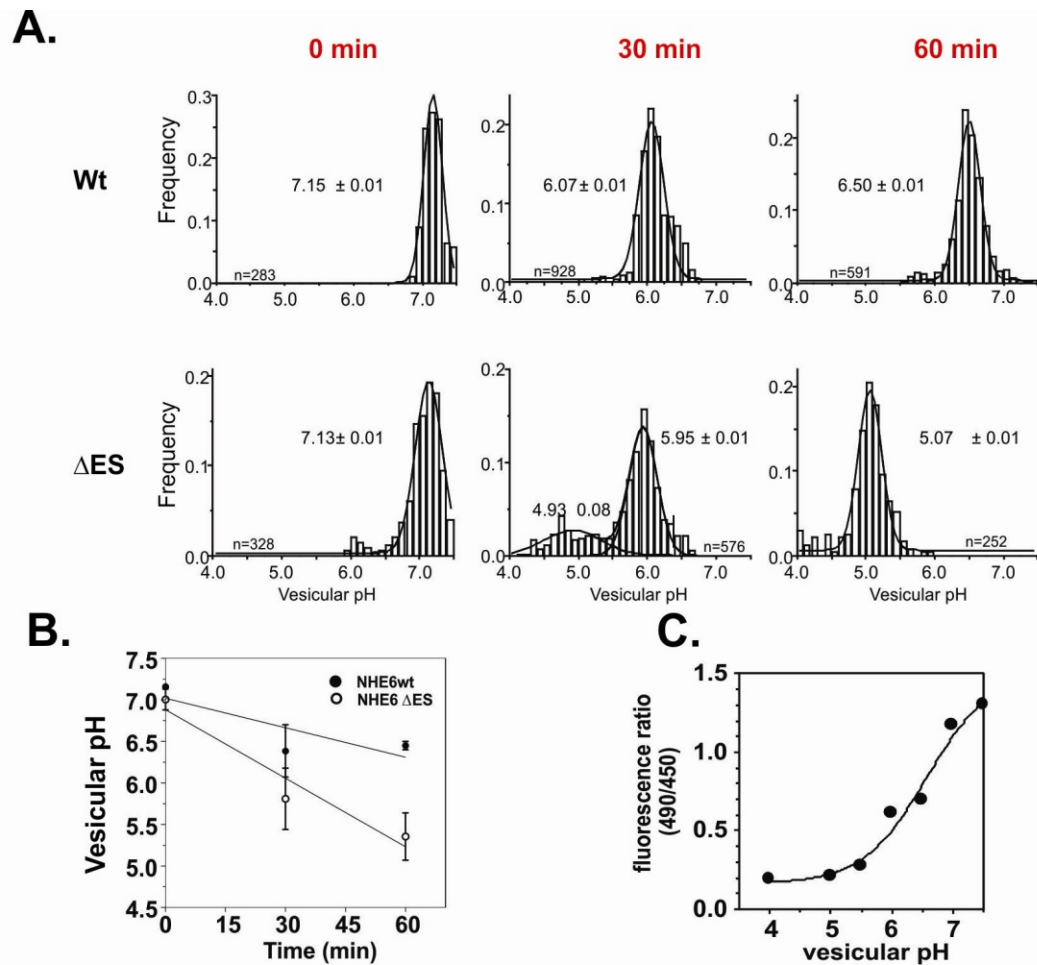 A.
0 min 30 min 60 min
Wt
Frequency
0.3
0.2
0.1
0.0
7.15 ± 0.01
n=283
4.0 5.0 6.0 7.0
0.2
0.1
0.0
6.07 ± 0.01
n=928
4.0 5.0 6.0 7.0
0.2
0.1
0.0
6.50 ± 0.01
n=591
4.0 5.0 6.0 7.0
ΔES
Frequency
0.2
0.1
0.0
7.13 ± 0.01
n=328
4.0 5.0 6.0 7.0
Vesicular pH
0.2
0.1
0.0
5.95 ± 0.01
4.93 0.08
n=576
4.0 5.0 6.0 7.0
Vesicular pH
0.2
0.1
0.0
5.07 ± 0.01
n=252
4.0 5.0 6.0 7.0
Vesicular pH
B.
Vesicular pH
7.5
7.0
6.5
6.0
5.5
5.0
4.5
NHE6wt
NHE6 ΔES
0 15 30 45 60
Time (min)
C.
fluorescence ratio
(490/450)
1.5
1.0
0.5
0.0
4 5 6 7
vesicular pH